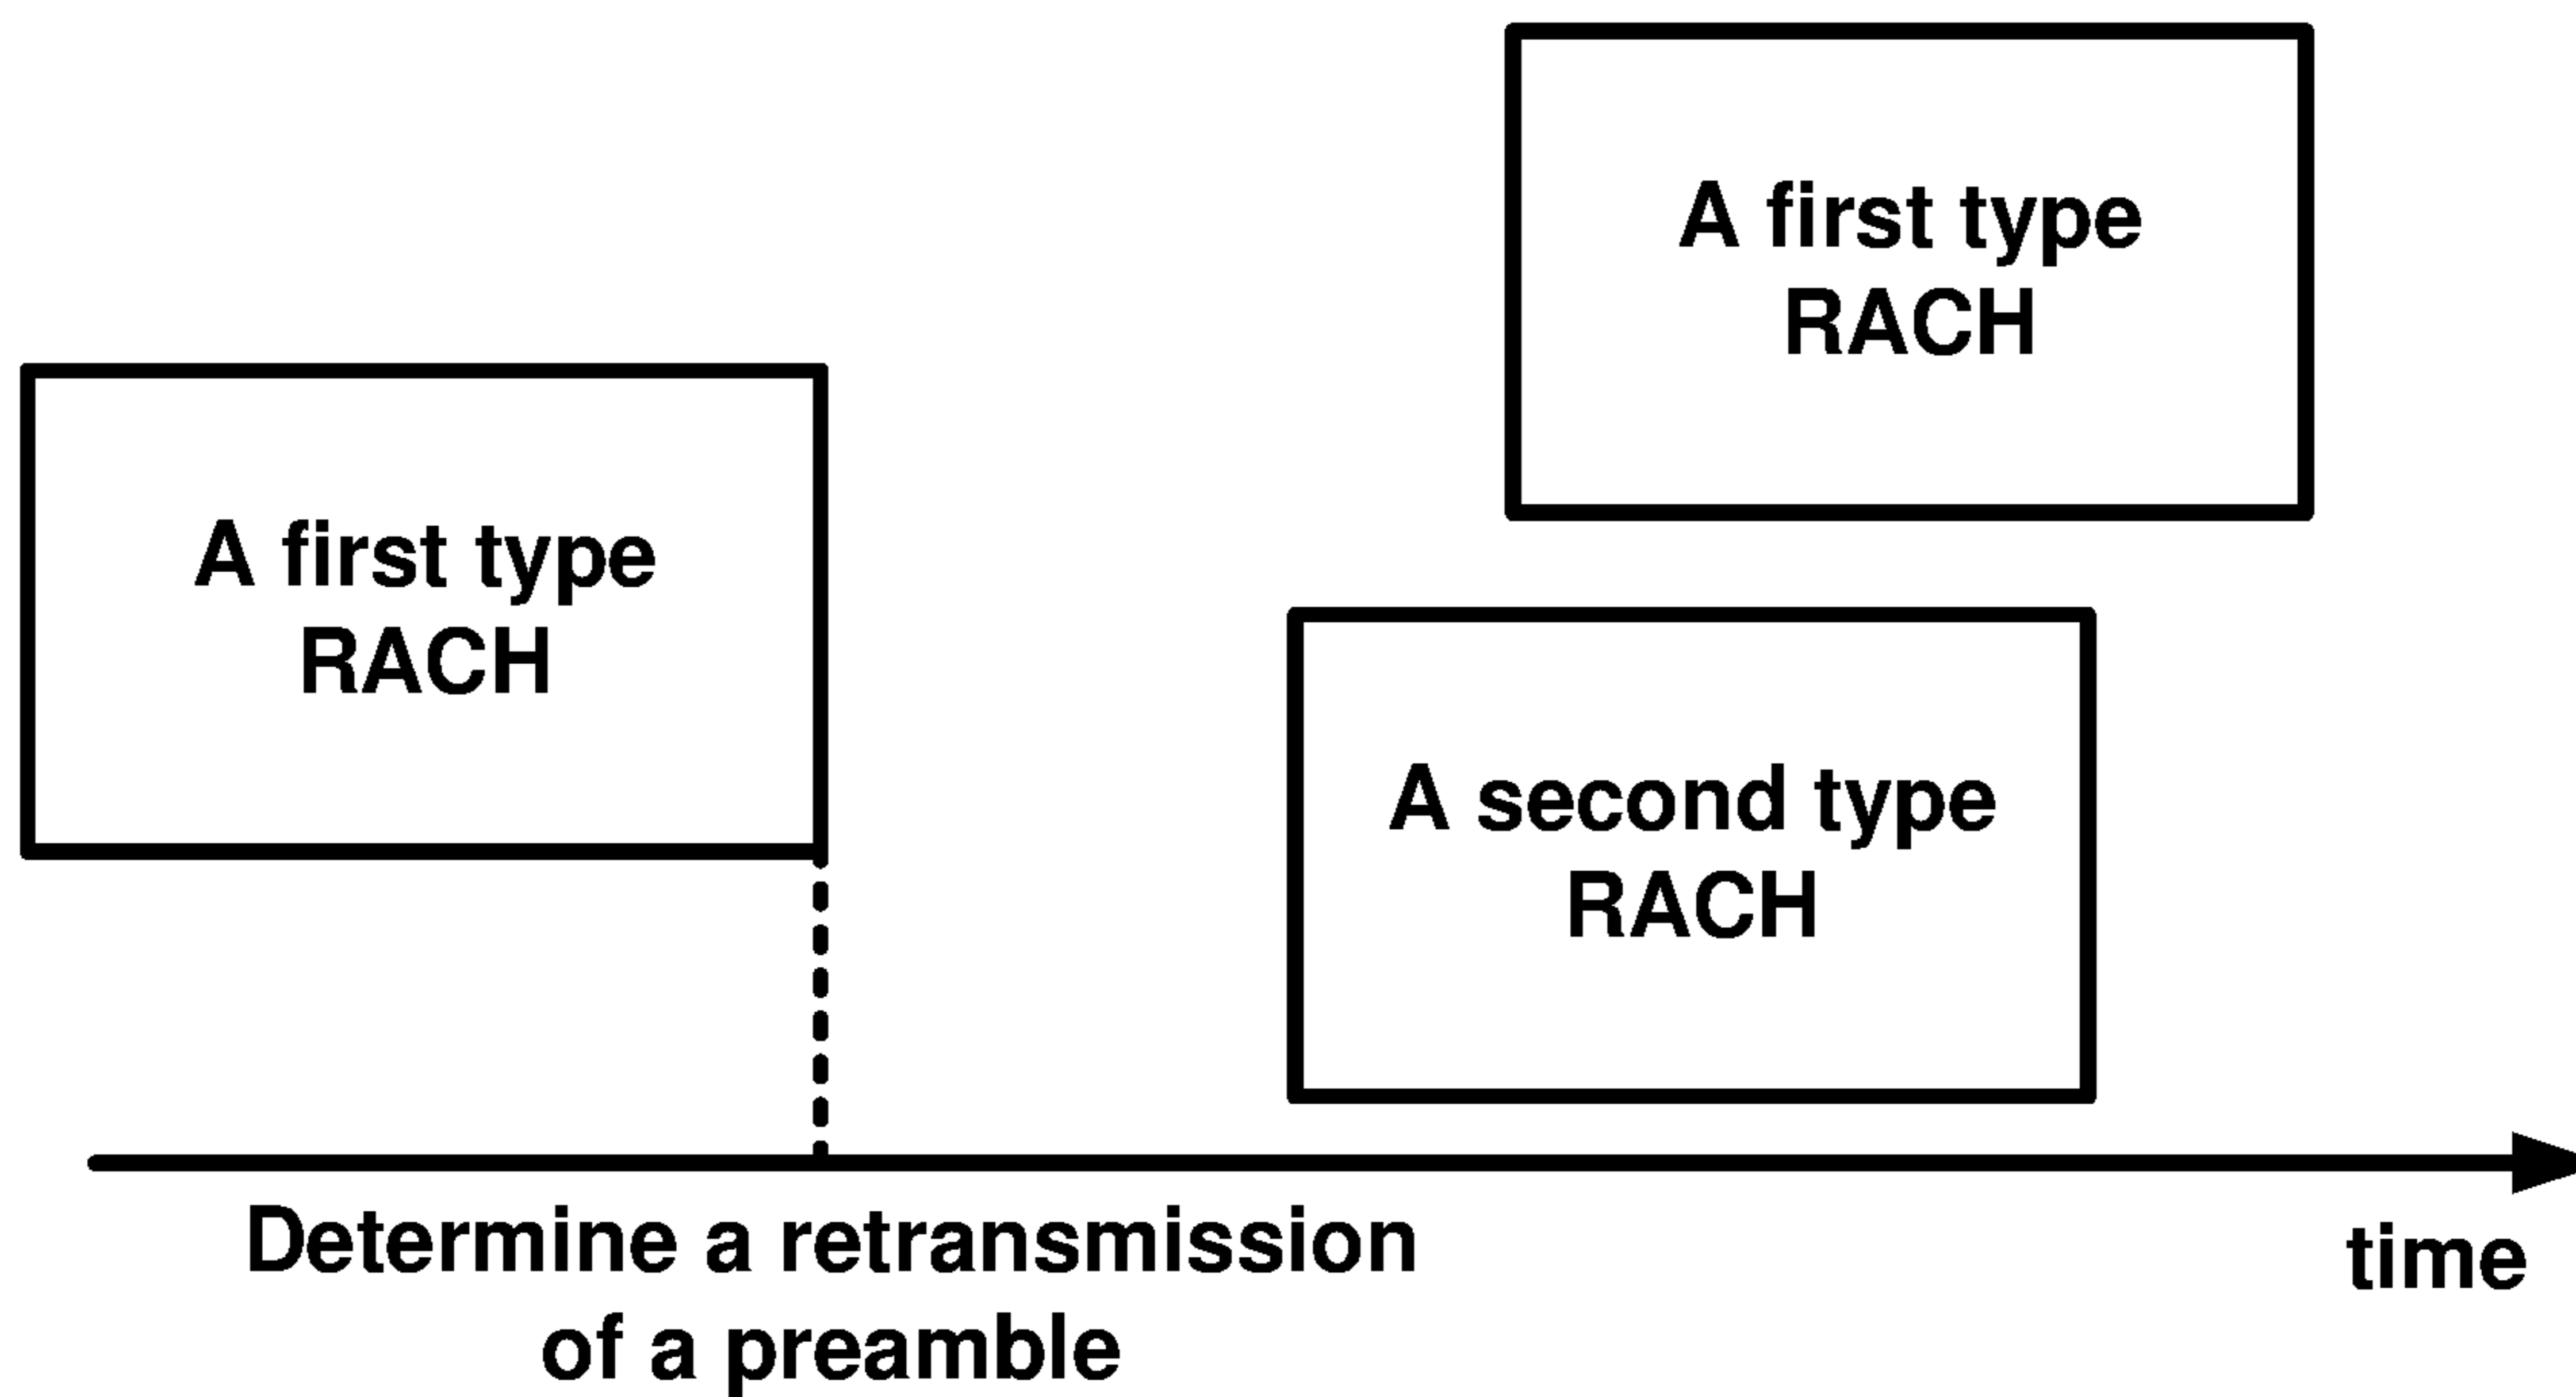 A first type
RACH
A first type
RACH
A second type
RACH
Determine a retransmission
of a preamble
time